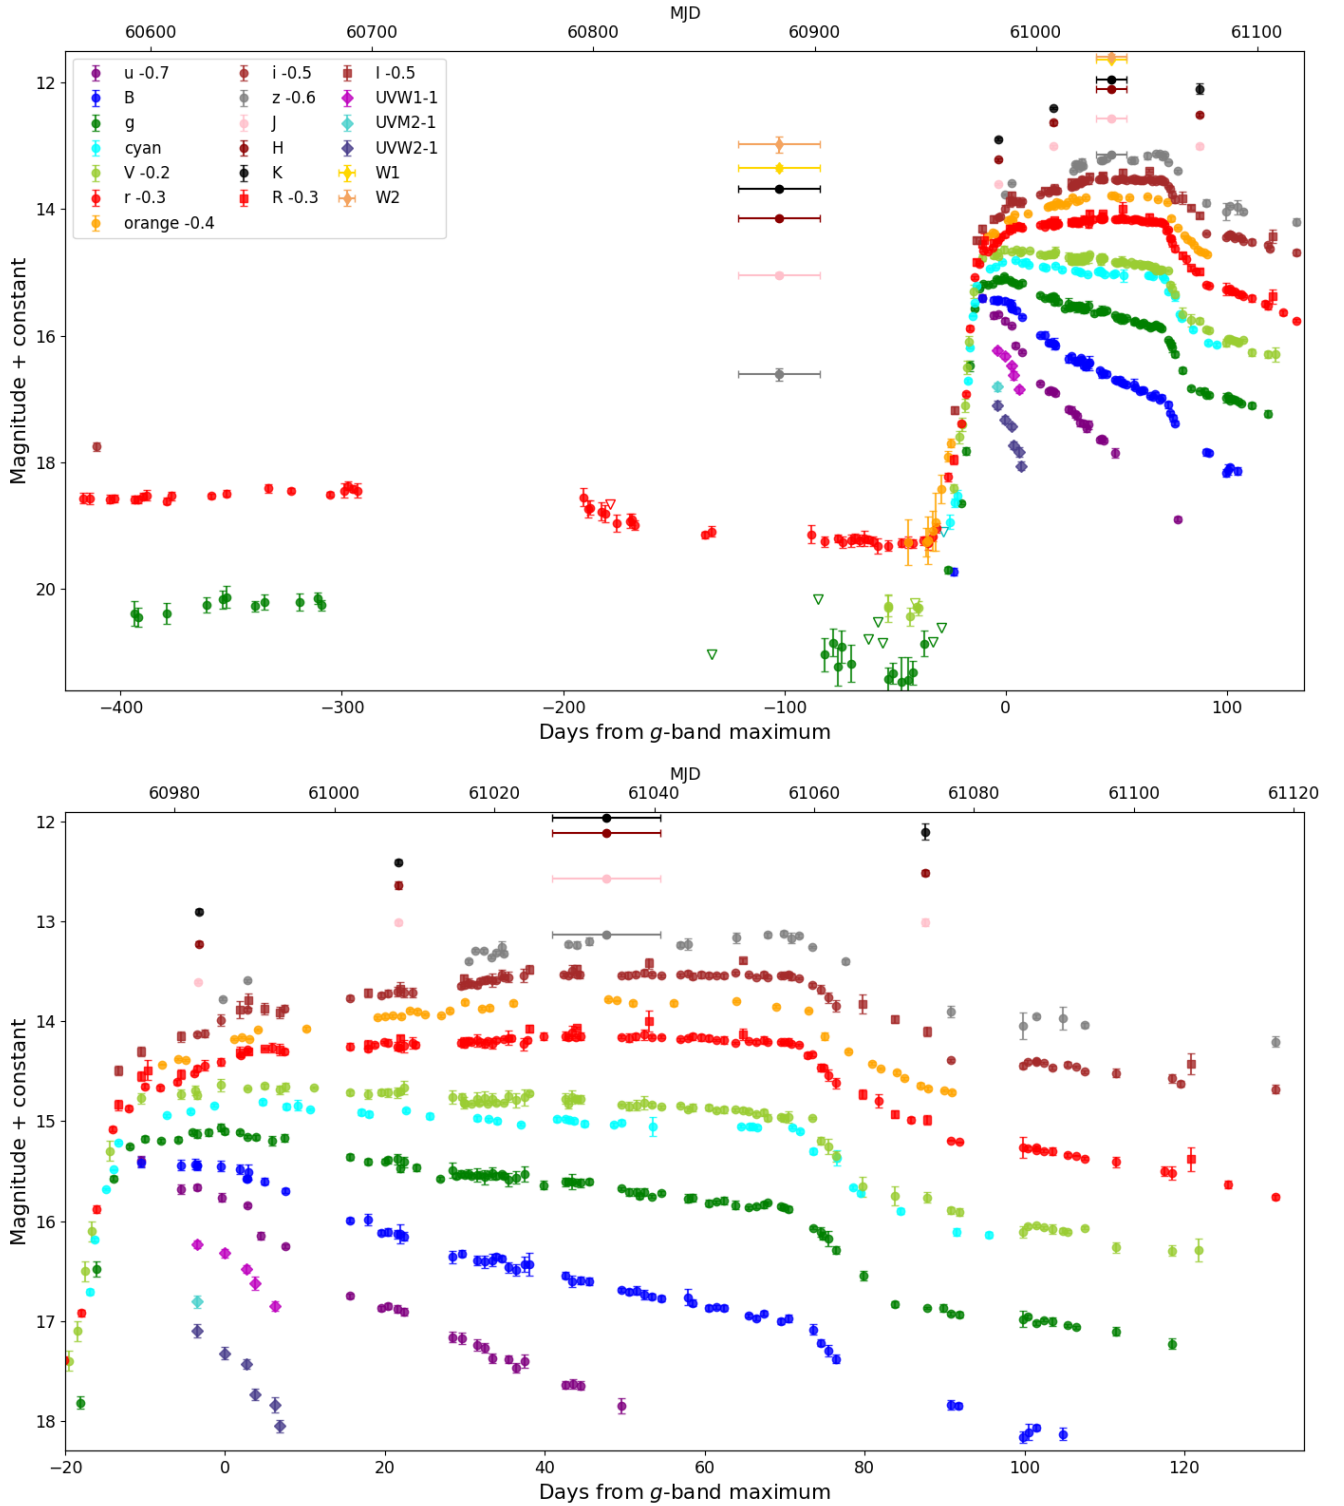 MJD
60600 60700 60800 60900 61000 61100
u -0.7 i -0.5 I -0.5
B z -0.6 UVW1-1
g J UVM2-1
cyan H UVW2-1
V -0.2 K W1
r -0.3 R -0.3 W2
orange -0.4
12
14
16
18
20
Magnitude + constant
−400 −300 −200 −100 0 100
Days from g-band maximum
MJD
60980 61000 61020 61040 61060 61080 61100 61120
12
13
14
15
16
17
18
Magnitude + constant
−20 0 20 40 60 80 100 120
Days from g-band maximum